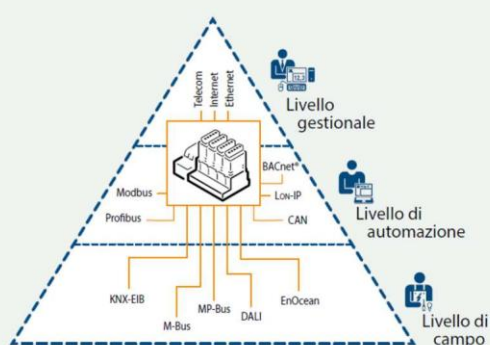 Telecom
Internet
Ethernet
Livello
gestionale
BACnet®
Modbus
LON-IP
Profibus
CAN
Livello di
automazione
KNX-EIB
M-Bus
MP-Bus
DALI
EnOcean
Livello di
campo